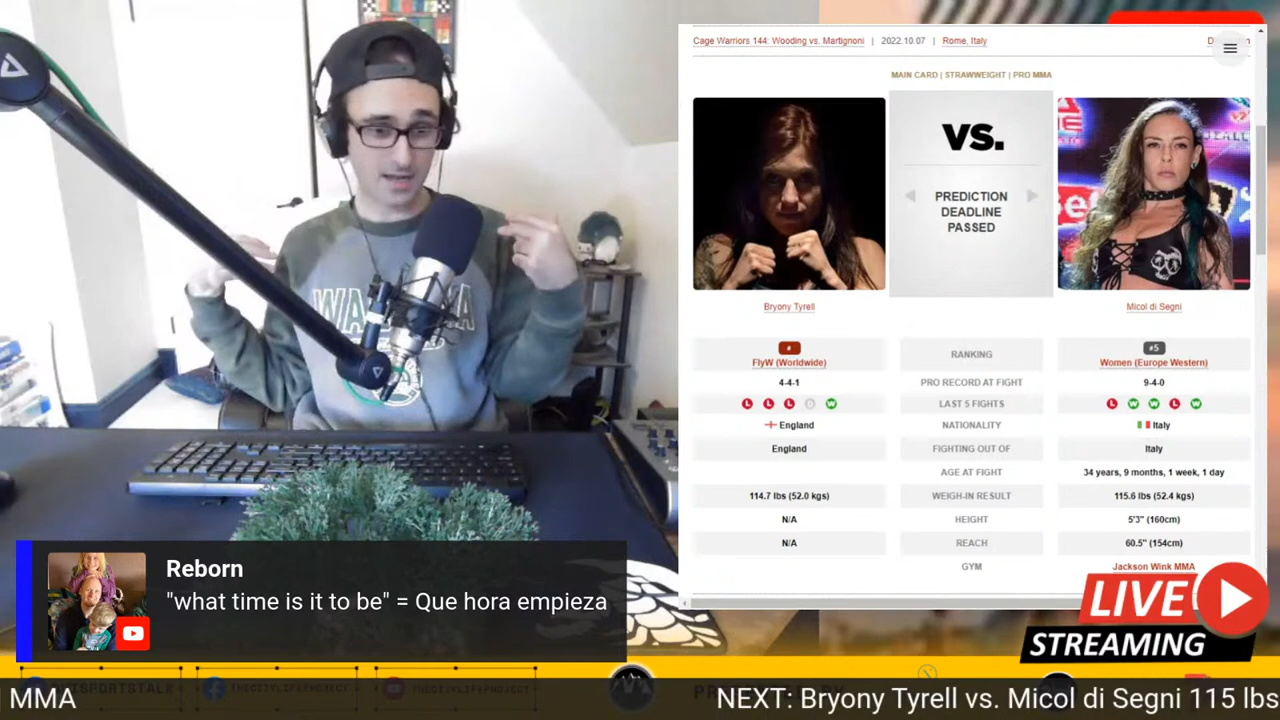 Cage Warriors 144: Wooding vs. Martignoni | 2022.10.07 | Rome, Italy
MAIN CARD | STRAWWEIGHT | PRO MMA
VS.
PREDICTION
DEADLINE
PASSED
Bryony Tyrell
Micol di Segni
#
#5
FlyW (Worldwide)
RANKING
Women (Europe Western)
4-4-1
PRO RECORD AT FIGHT
9-4-0
L L L D W
LAST 5 FIGHTS
L W W L W
England
NATIONALITY
Italy
England
FIGHTING OUT OF
Italy
AGE AT FIGHT
34 years, 9 months, 1 week, 1 day
114.7 lbs (52.0 kgs)
WEIGH-IN RESULT
115.6 lbs (52.4 kgs)
N/A
HEIGHT
5'3" (160cm)
N/A
REACH
60.5" (154cm)
GYM
Jackson Wink MMA
Reborn
"what time is it to be" = Que hora empieza
LIVE
STREAMING
THECITYLIFEPROJECT
THECITYLIFEPROJECT
MMA
NEXT: Bryony Tyrell vs. Micol di Segni 115 lbs